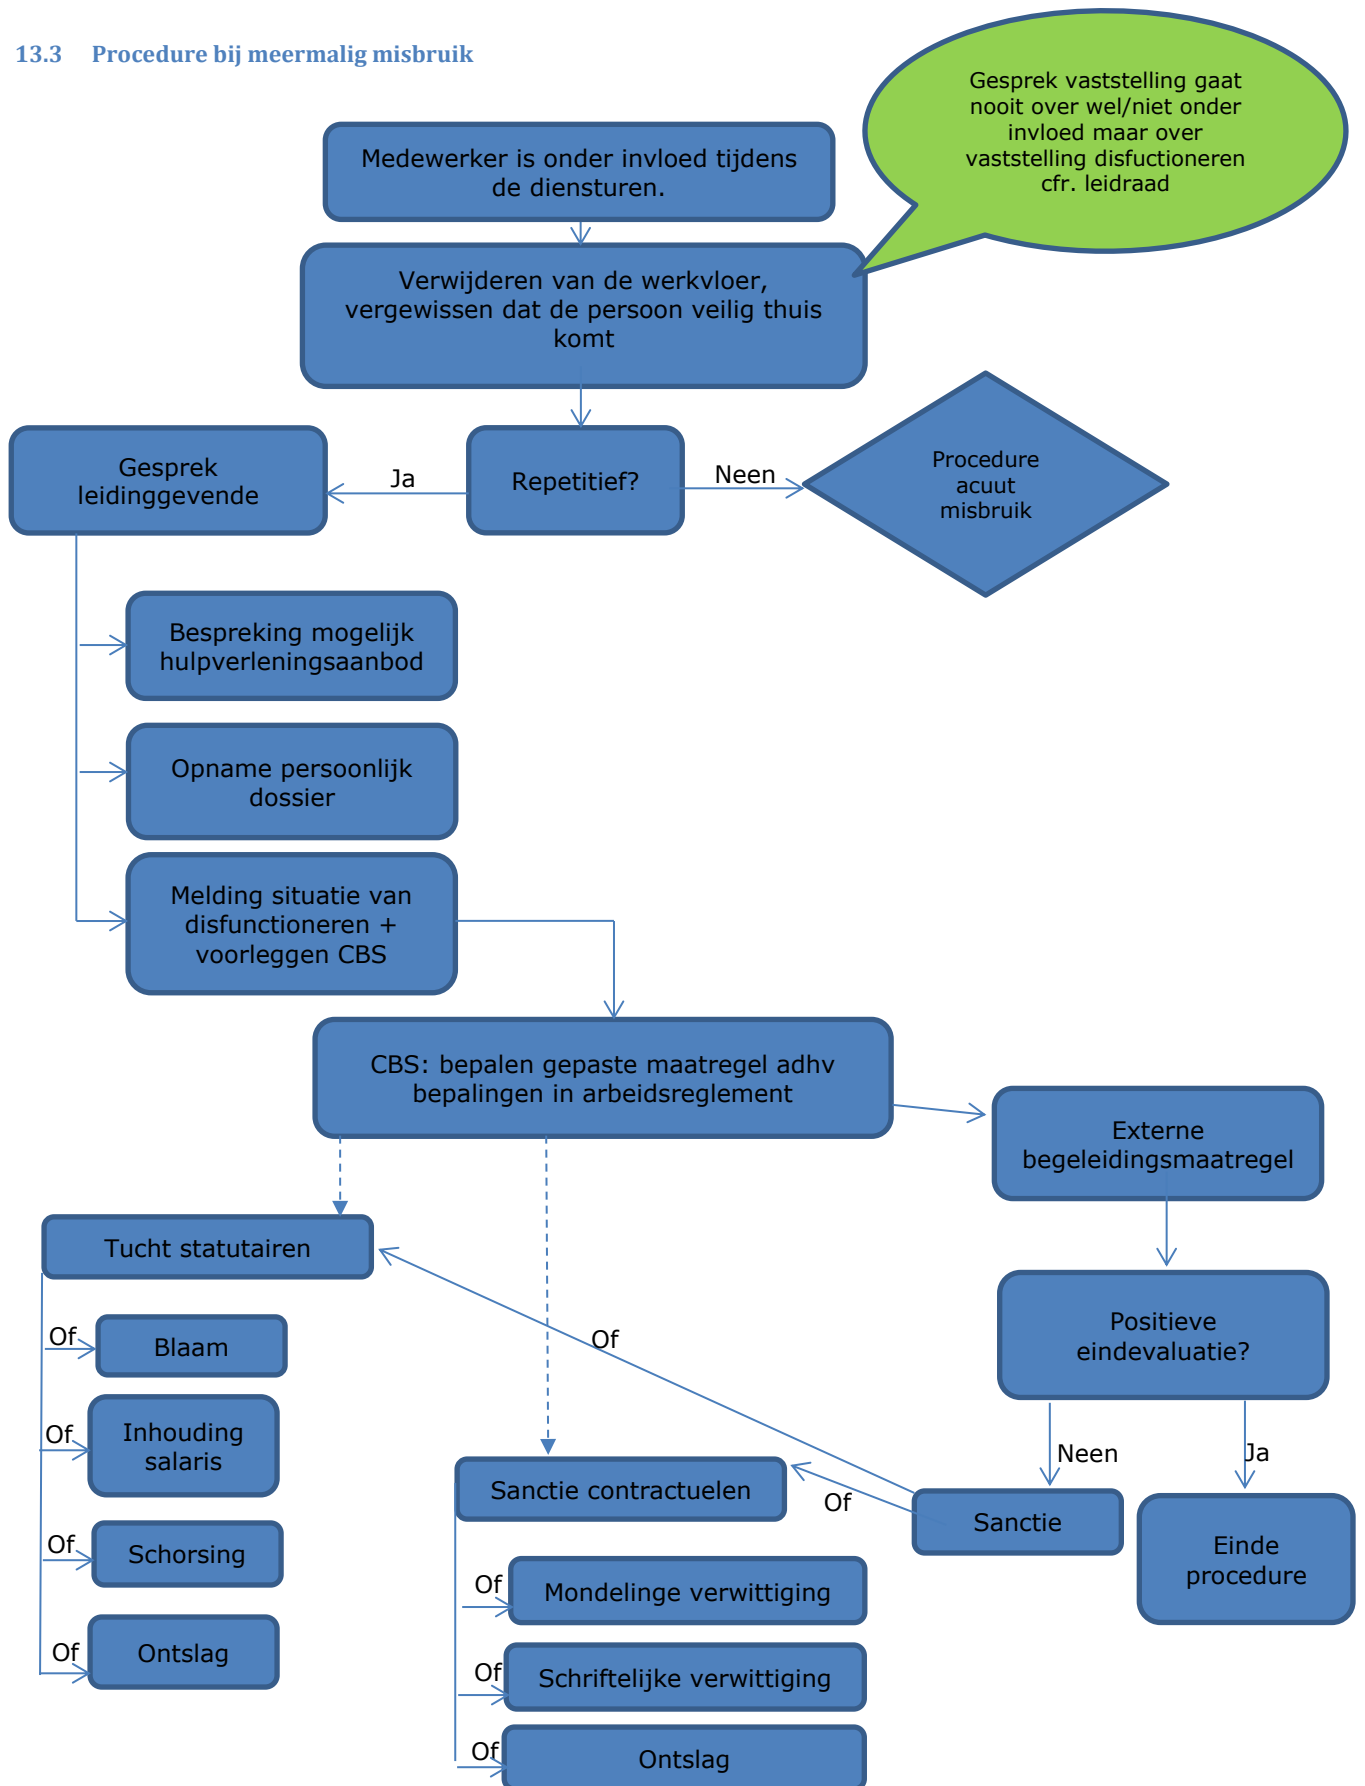 13.3 Procedure bij meermalig misbruik
Gesprek vaststelling gaat
nooit over wel/niet onder
invloed maar over
vaststelling disfuctioneren
cfr. leidraad
Medewerker is onder invloed tijdens
de diensturen.
Verwijderen van de werkvloer,
vergewissen dat de persoon veilig thuis
komt
Gesprek
leidinggevende
Ja
Repetitief?
Neen
Procedure
acuut
misbruik
Bespreking mogelijk
hulpverleningsaanbod
Opname persoonlijk
dossier
Melding situatie van
disfunctioneren +
voorleggen CBS
CBS: bepalen gepaste maatregel adhv
bepalingen in arbeidsreglement
Externe
begeleidingsmaatregel
Tucht statutairen
Of
Blaam
Of
Inhouding
salaris
Of
Schorsing
Of
Ontslag
Of
Positieve
eindevaluatie?
Neen
Ja
Sanctie contractuelen
Of
Sanctie
Einde
procedure
Of
Mondelinge verwittiging
Of
Schriftelijke verwittiging
Of
Ontslag